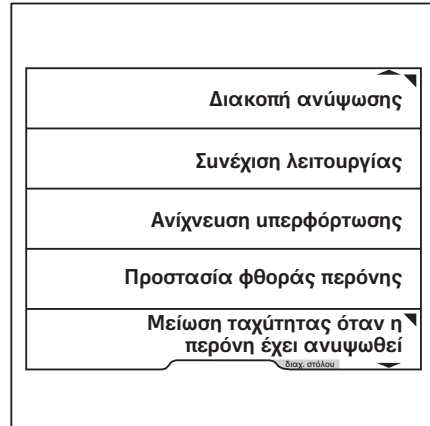 Διακοπή ανύψωσης
Συνέχιση λειτουργίας
Ανίχνευση υπερφόρτωσης
Προστασία φθοράς περόνης
Μείωση ταχύτητας όταν η
περόνη έχει ανυψωθεί
διαχ. στόλου